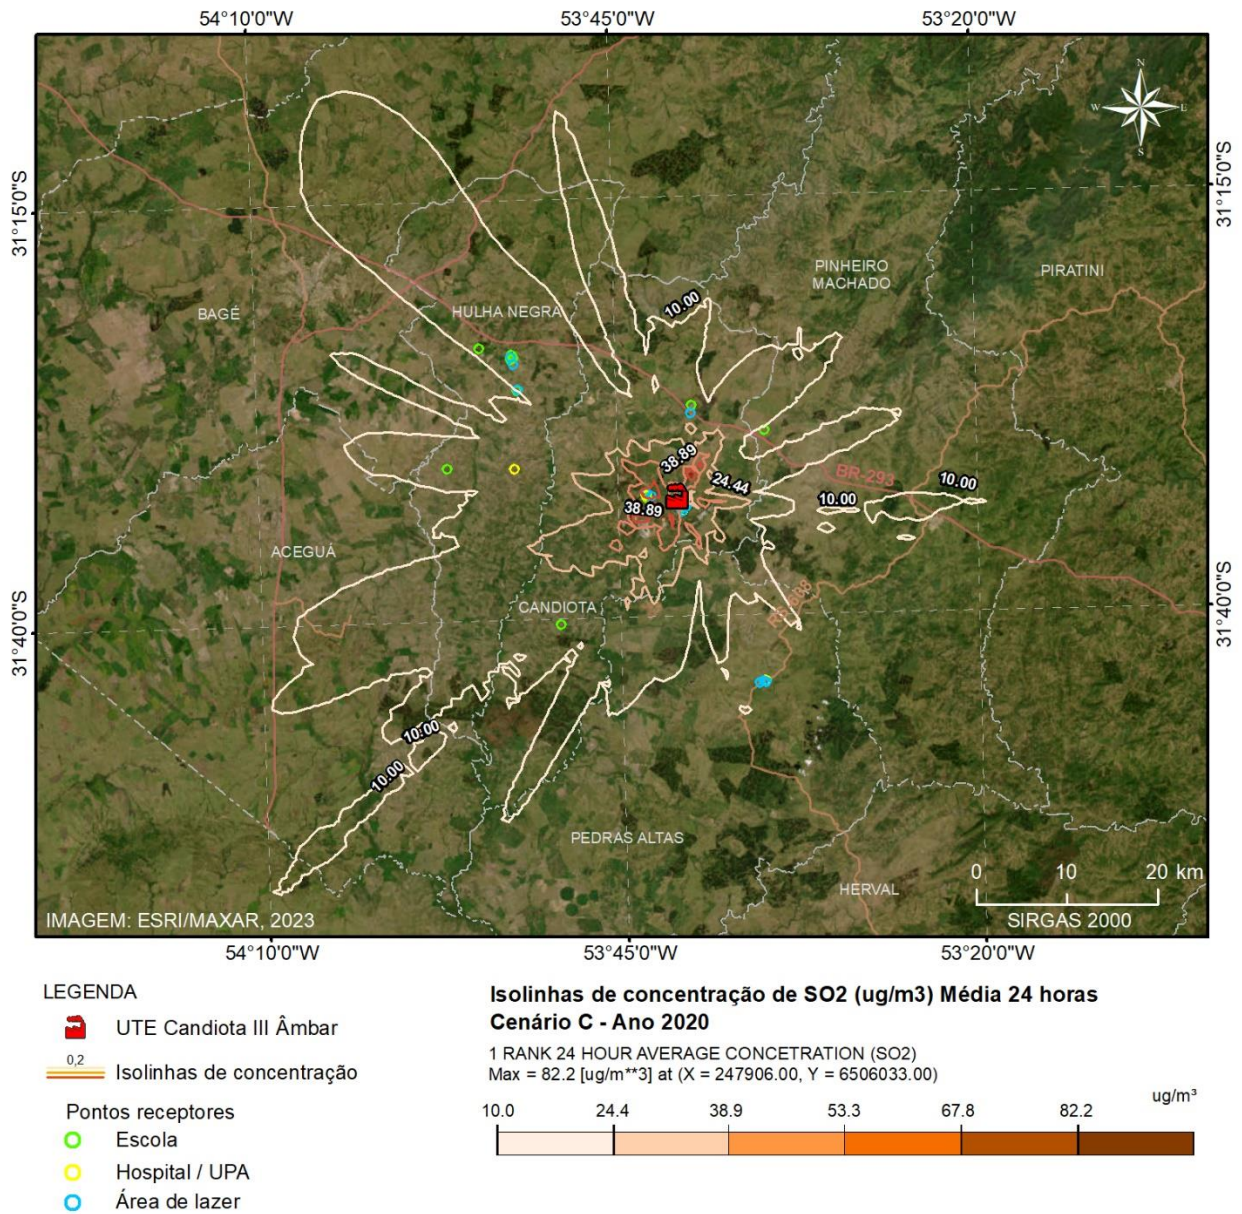 54°10'0"W
53°45'0"W
53°20'0"W
N
W
E
S
31°15'0"S
31°15'0"S
PINHEIRO
MACHADO
PIRATINI
10.00
BAGÉ
HULHA NEGRA
38.89
24.44
BR-293
10.00
10.00
38.89
ACEGUÁ
CANDIOTA
31°40'0"S
31°40'0"S
10.00
10.00
PEDRAS ALTAS
HERVAL
0 10 20 km
SIRGAS 2000
IMAGEM: ESRI/MAXAR, 2023
54°10'0"W
53°45'0"W
53°20'0"W
LEGENDA
UTE Candiota III Âmbar
0,2
Isolinhas de concentração
Pontos receptores
Escola
Hospital / UPA
Área de lazer
Isolinhas de concentração de SO2 (ug/m3) Média 24 horas
Cenário C - Ano 2020
1 RANK 24 HOUR AVERAGE CONCETRATION (SO2)
Max = 82.2 [ug/m**3] at (X = 247906.00, Y = 6506033.00)
ug/m³
10.0 24.4 38.9 53.3 67.8 82.2